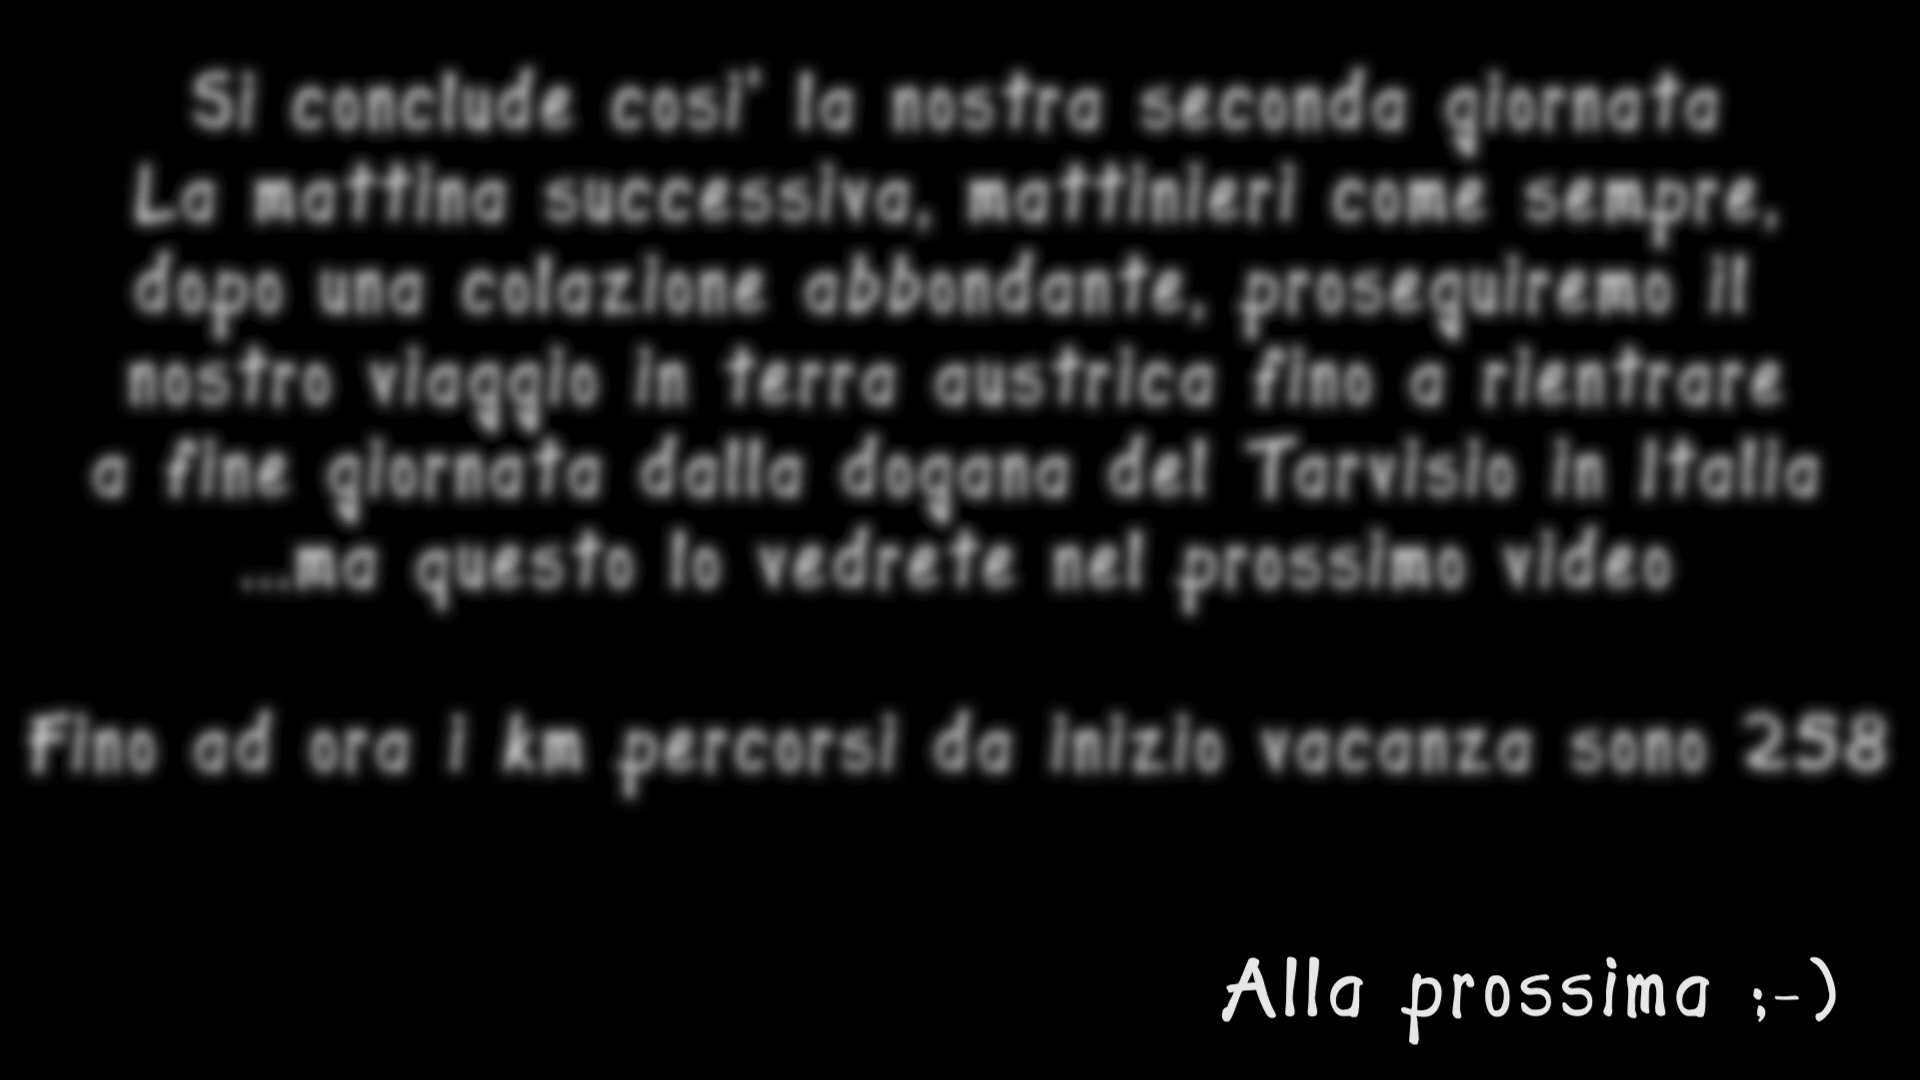 Si conclude cosi' la nostra seconda giornata
La mattina successiva, mattinieri come sempre,
dopo una colazione abbondante, proseguiremo il
nostro viaggio in terra austrica fino a rientrare
a fine giornata dalla dogana del Tarvisio in Italia
...ma questo lo vedrete nel prossimo video
Fino ad ora i km percorsi da inizio vacanza sono 258
Alla prossima ;-)